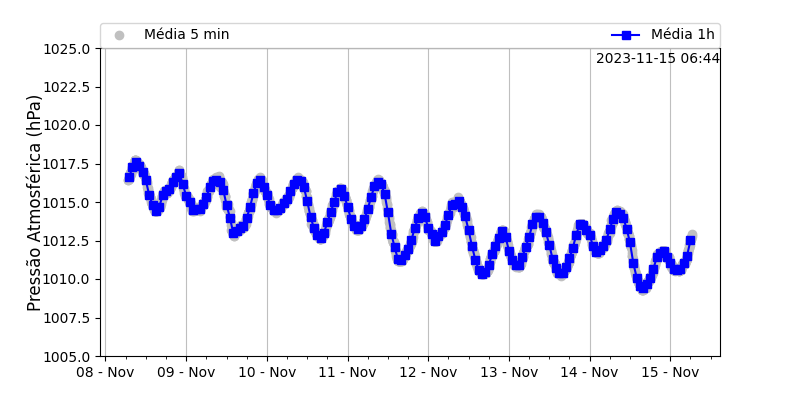 Média 5 min
Média 1h
2023-11-15 06:44
Pressão Atmosférica (hPa)
1025.0
1022.5
1020.0
1017.5
1015.0
1012.5
1010.0
1007.5
1005.0
08 - Nov
09 - Nov
10 - Nov
11 - Nov
12 - Nov
13 - Nov
14 - Nov
15 - Nov